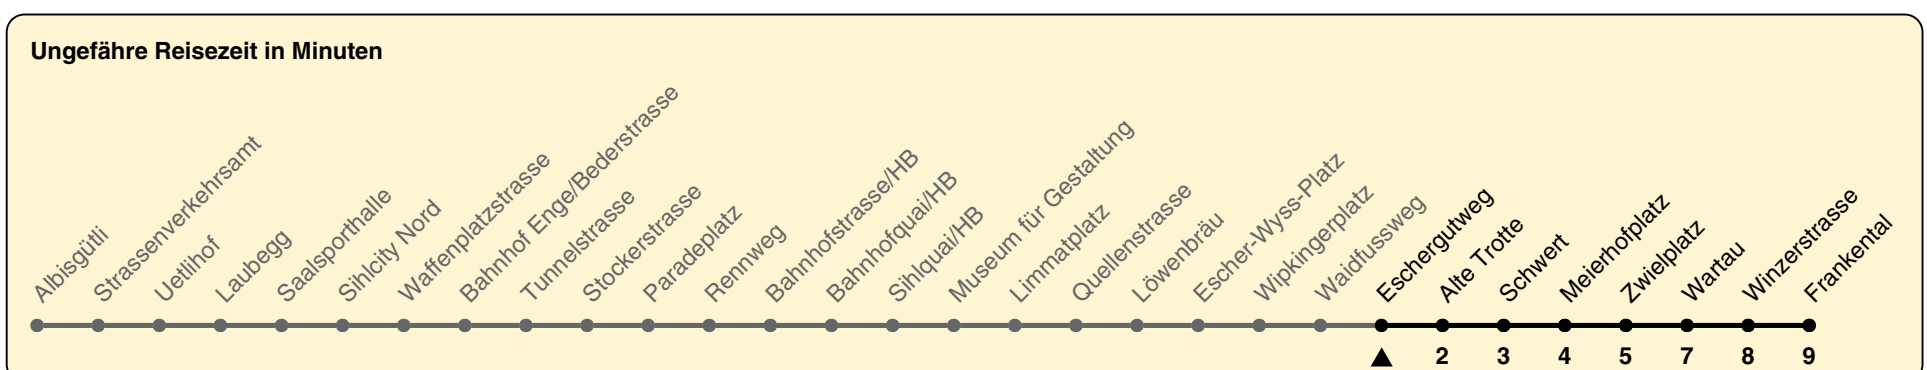 Ungefähre Reisezeit in Minuten
Albisgütli
Strassenverkehrsamt
Uetlihof
Laubegg
Saalsporthalle
Sihlcity Nord
Waffenplatzstrasse
Bahnhof Enge/Bederstrasse
Tunnelstrasse
Stockerstrasse
Paradeplatz
Rennweg
Bahnhofstrasse/HB
Bahnhofquai/HB
Sihlquai/HB
Museum für Gestaltung
Limmatplatz
Quellenstrasse
Löwenbräu
Escher-Wyss-Platz
Wipkingerplatz
Waidfussweg
Eschergutweg
Alte Trotte
Schwert
Meierhofplatz
Zwielplatz
Wartau
Winzerstrasse
Frankental
2 3 4 5 7 8 9